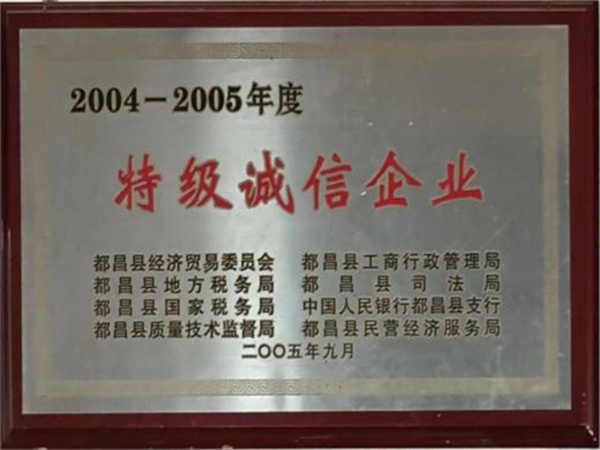 2004－2005年度
特级诚信企业
都昌县经济贸易委员会 都昌县工商行政管理局
都昌县地方税务局 都昌县司法局
都昌县国家税务局 中国人民银行都昌县支行
都昌县质量技术监督局 都昌县民营经济服务局
二〇〇五年九月